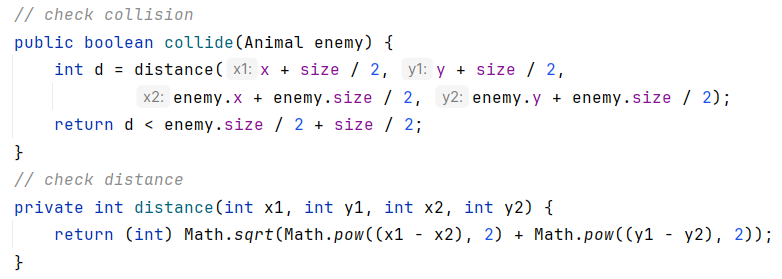 // check collision
public boolean collide(Animal enemy) {
    int d = distance( x1: x + size / 2, y1: y + size / 2,
            x2: enemy.x + enemy.size / 2, y2: enemy.y + enemy.size / 2);
    return d < enemy.size / 2 + size / 2;
}
// check distance
private int distance(int x1, int y1, int x2, int y2) {
    return (int) Math.sqrt(Math.pow((x1 - x2), 2) + Math.pow((y1 - y2), 2));
}